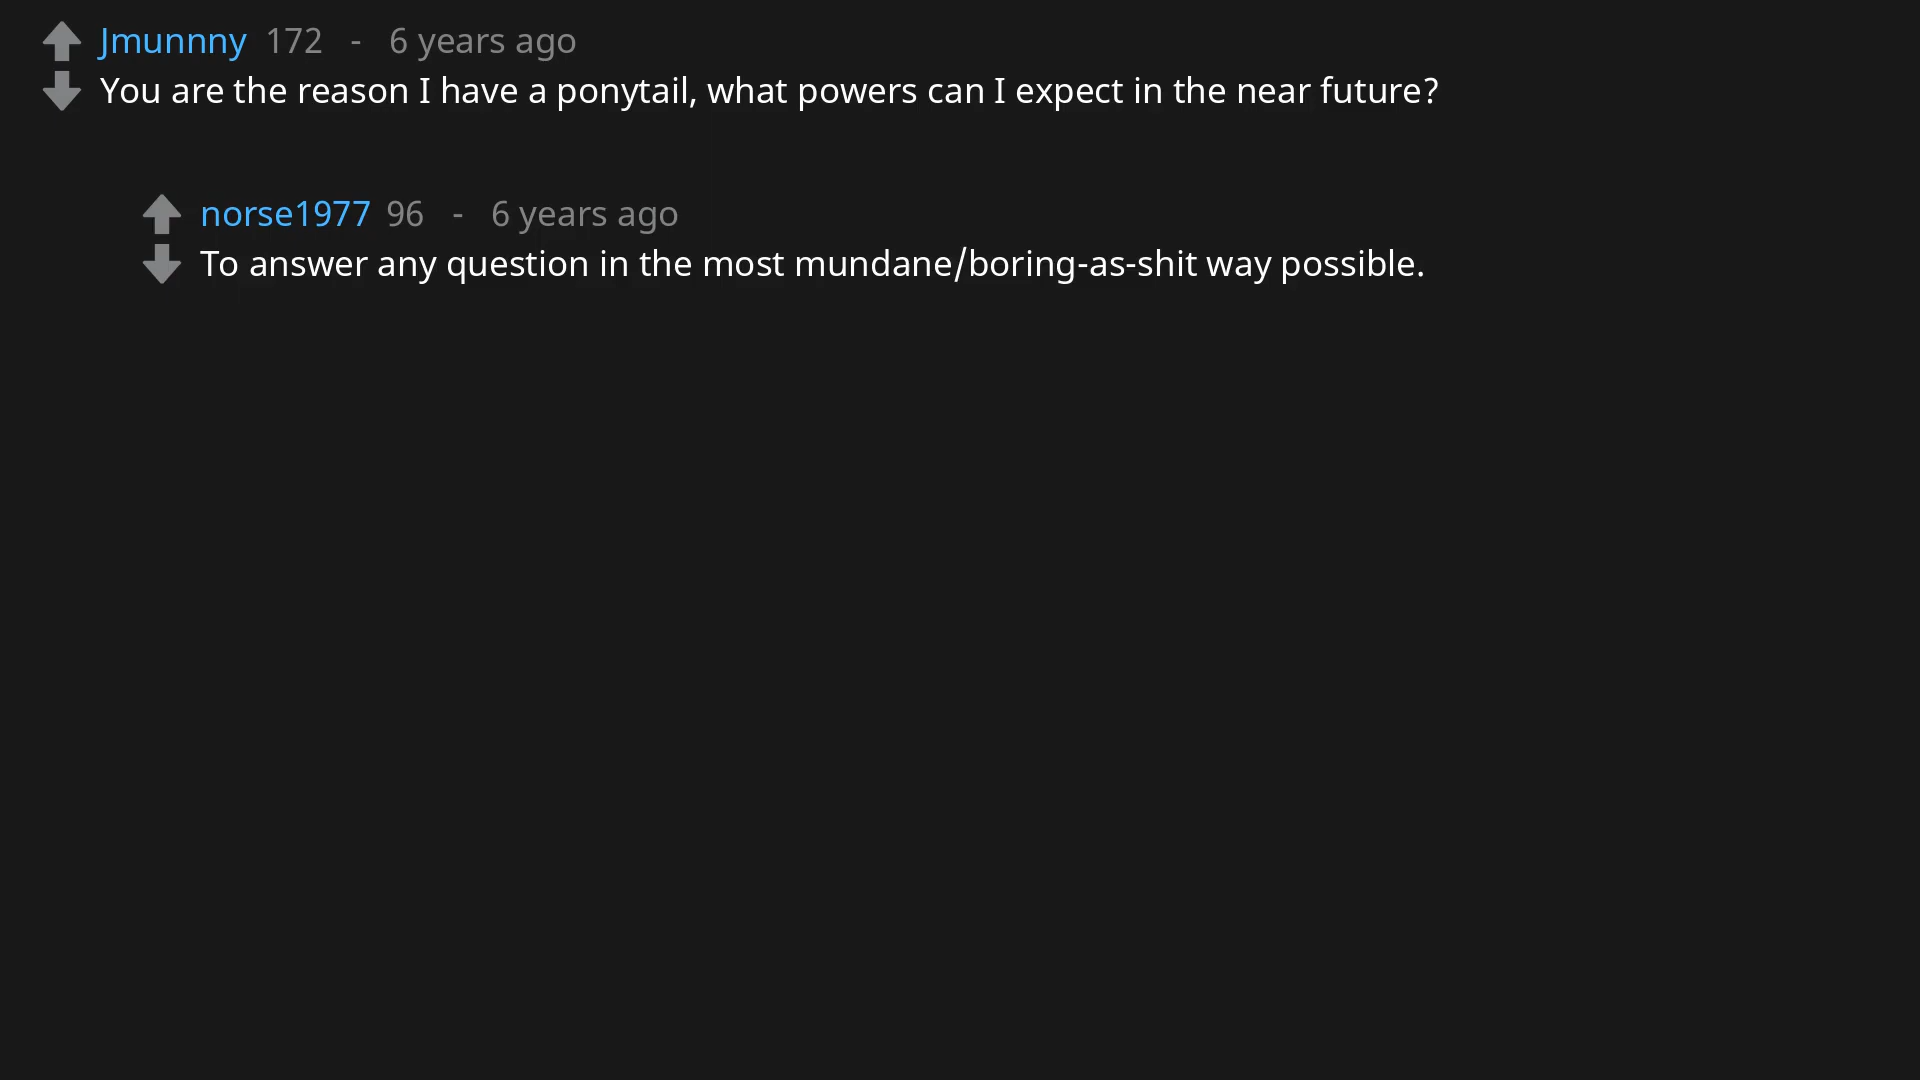 Jmunnny 172 - 6 years ago
You are the reason I have a ponytail, what powers can I expect in the near future?
norse1977 96 - 6 years ago
To answer any question in the most mundane/boring-as-shit way possible.